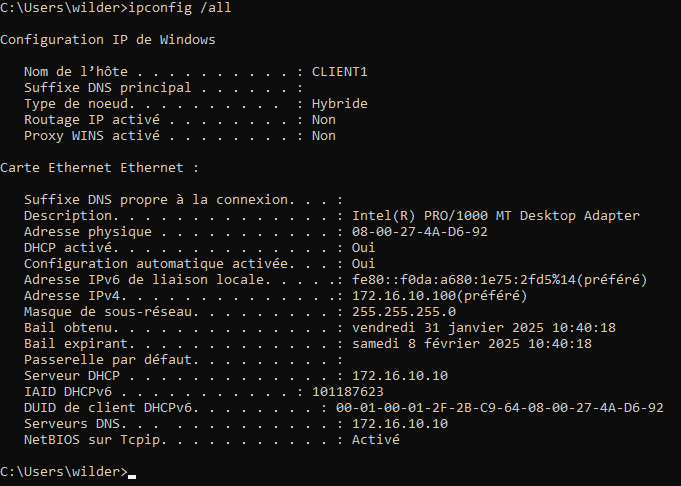 C:\Users\wilder>ipconfig /all
Configuration IP de Windows
Nom de l’hôte . . . . . . . . . . : CLIENT1
Suffixe DNS principal . . . . . . :
Type de noeud. . . . . . . . . .  : Hybride
Routage IP activé . . . . . . . . : Non
Proxy WINS activé . . . . . . . . : Non
Carte Ethernet Ethernet :
Suffixe DNS propre à la connexion. . . :
Description. . . . . . . . . . . . . . : Intel(R) PRO/1000 MT Desktop Adapter
Adresse physique . . . . . . . . . . . : 08-00-27-4A-D6-92
DHCP activé. . . . . . . . . . . . . . : Oui
Configuration automatique activée. . . : Oui
Adresse IPv6 de liaison locale. . . . .: fe80::f0da:a680:1e75:2fd5%14(préféré)
Adresse IPv4. . . . . . . . . . . . . .: 172.16.10.100(préféré)
Masque de sous-réseau. . . . . . . . . : 255.255.255.0
Bail obtenu. . . . . . . . . . . . . . : vendredi 31 janvier 2025 10:40:18
Bail expirant. . . . . . . . . . . . . : samedi 8 février 2025 10:40:18
Passerelle par défaut. . . . . . . . . :
Serveur DHCP . . . . . . . . . . . . . : 172.16.10.10
IAID DHCPv6 . . . . . . . . . . . : 101187623
DUID de client DHCPv6. . . . . . . . : 00-01-00-01-2F-2B-C9-64-08-00-27-4A-D6-92
Serveurs DNS. . .  . . . . . . . . . . : 172.16.10.10
NetBIOS sur Tcpip. . . . . . . . . . . : Activé
C:\Users\wilder>